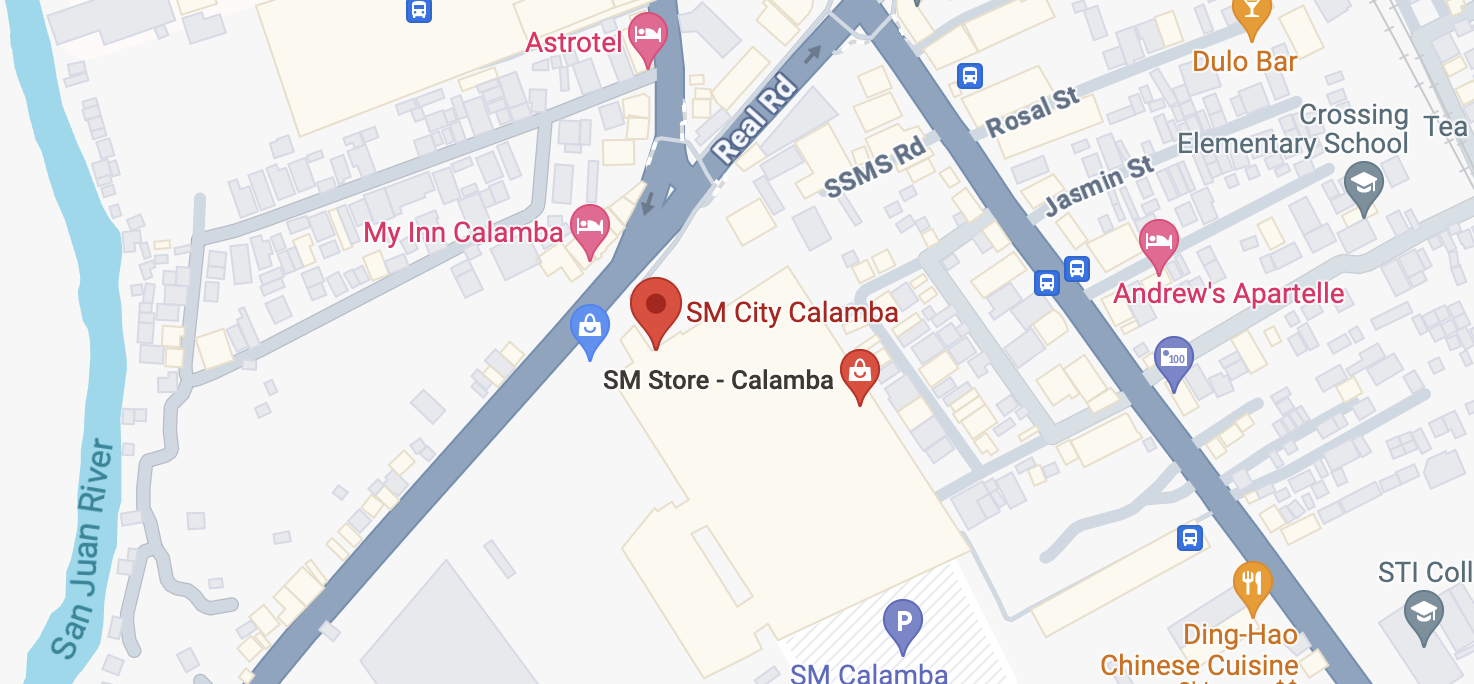 Astrotel
Dulo Bar
Real Rd
Rosal St
Crossing
Elementary School
Tea
SSMS Rd
Jasmin St
My Inn Calamba
Andrew's Apartelle
SM City Calamba
100
SM Store - Calamba
San Juan River
STI Coll
P
Ding-Hao
Chinese Cuisine
SM Calamba